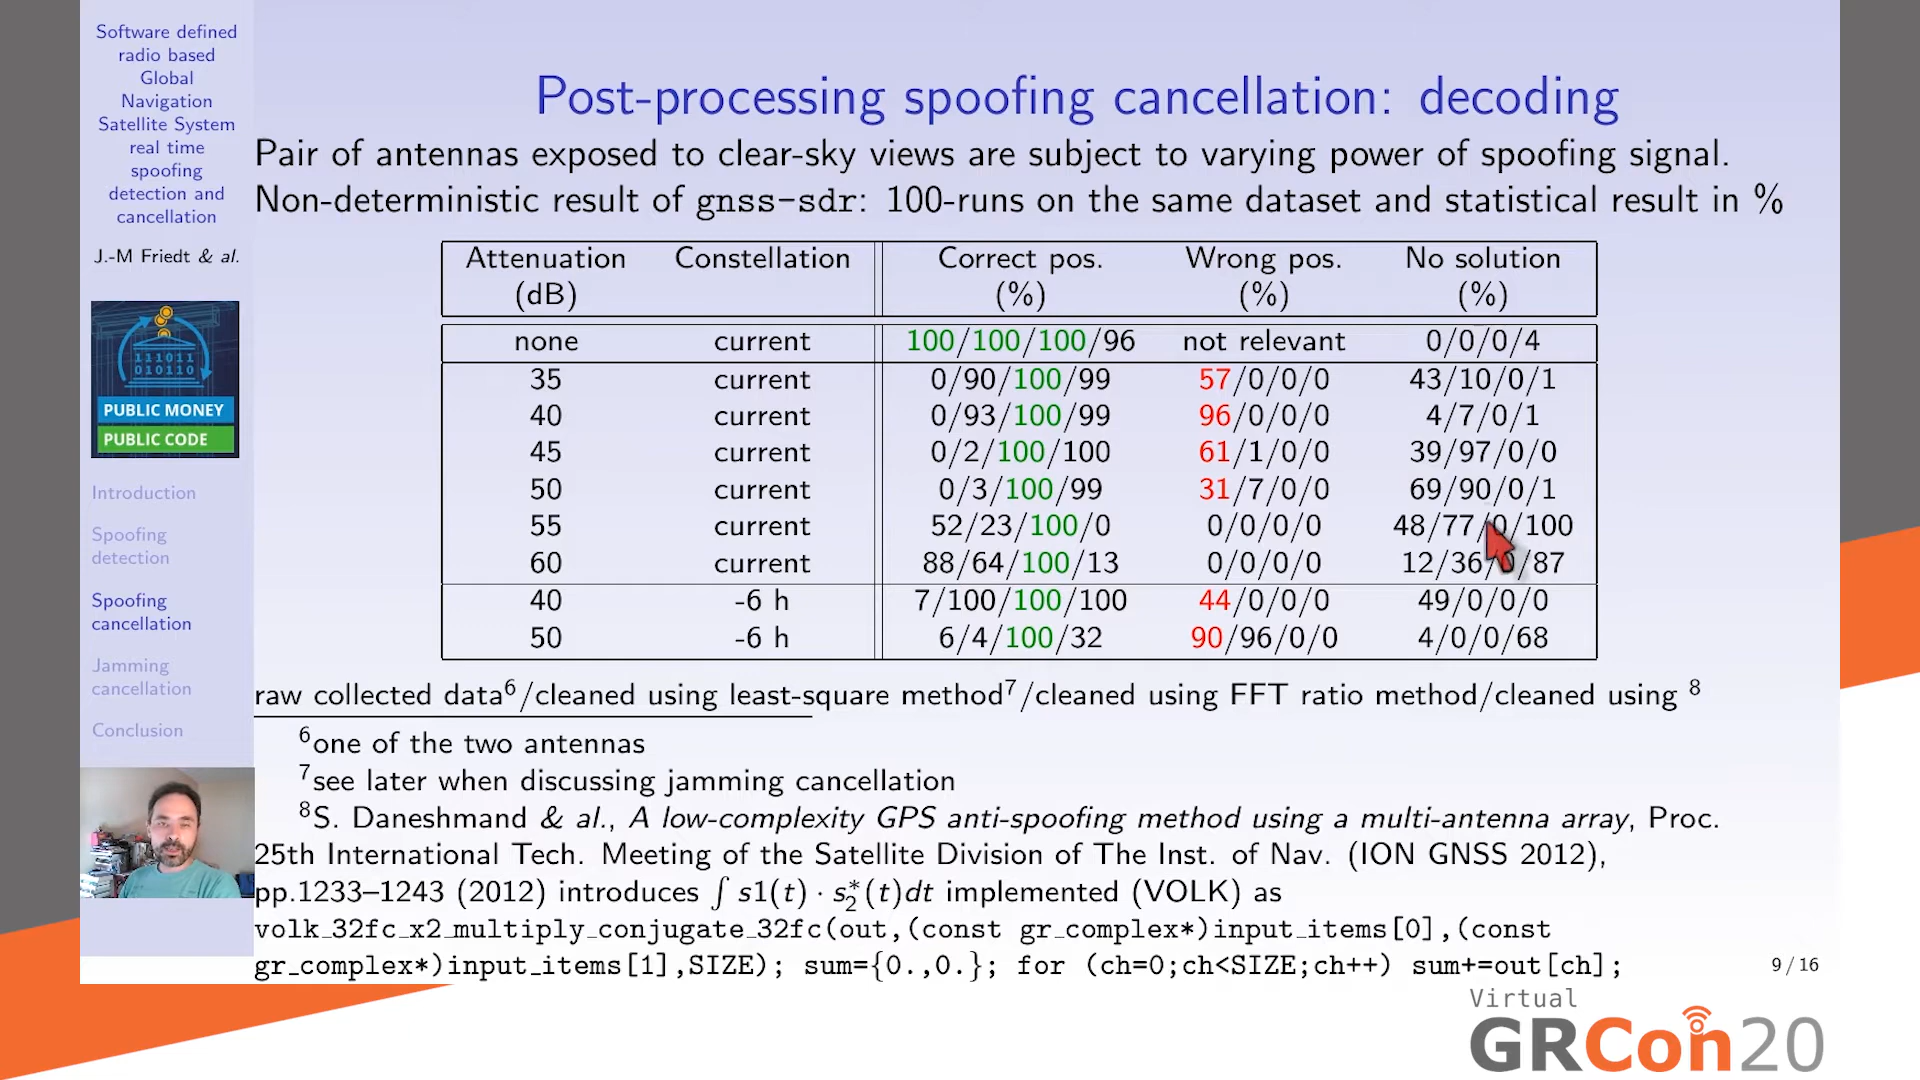 Software defined
radio based
Global
Navigation
Satellite System
real time
spoofing
detection and
cancellation
J.-M Friedt & al.
111011
010110
PUBLIC MONEY
PUBLIC CODE
Introduction
Spoofing
detection
Spoofing
cancellation
Jamming
cancellation
Conclusion
Post-processing spoofing cancellation: decoding
Pair of antennas exposed to clear-sky views are subject to varying power of spoofing signal.
Non-deterministic result of gnss-sdr: 100-runs on the same dataset and statistical result in %
Attenuation Constellation Correct pos. Wrong pos. No solution
(dB) (%) (%) (%)
none current 100/100/100/96 not relevant 0/0/0/4
35 current 0/90/100/99 57/0/0/0 43/10/0/1
40 current 0/93/100/99 96/0/0/0 4/7/0/1
45 current 0/2/100/100 61/1/0/0 39/97/0/0
50 current 0/3/100/99 31/7/0/0 69/90/0/1
55 current 52/23/100/0 0/0/0/0 48/77/0/100
60 current 88/64/100/13 0/0/0/0 12/36/0/87
40 -6 h 7/100/100/100 44/0/0/0 49/0/0/0
50 -6 h 6/4/100/32 90/96/0/0 4/0/0/68
raw collected data⁶/cleaned using least-square method⁷/cleaned using FFT ratio method/cleaned using ⁸
⁶one of the two antennas
⁷see later when discussing jamming cancellation
⁸S. Daneshmand & al., A low-complexity GPS anti-spoofing method using a multi-antenna array, Proc.
25th International Tech. Meeting of the Satellite Division of The Inst. of Nav. (ION GNSS 2012),
pp.1233–1243 (2012) introduces ∫ s1(t) · s₂*(t)dt implemented (VOLK) as
volk_32fc_x2_multiply_conjugate_32fc(out,(const gr_complex*)input_items[0],(const
gr_complex*)input_items[1],SIZE); sum={0.,0.}; for (ch=0;ch<SIZE;ch++) sum+=out[ch];
9 / 16
Virtual
GRCon20